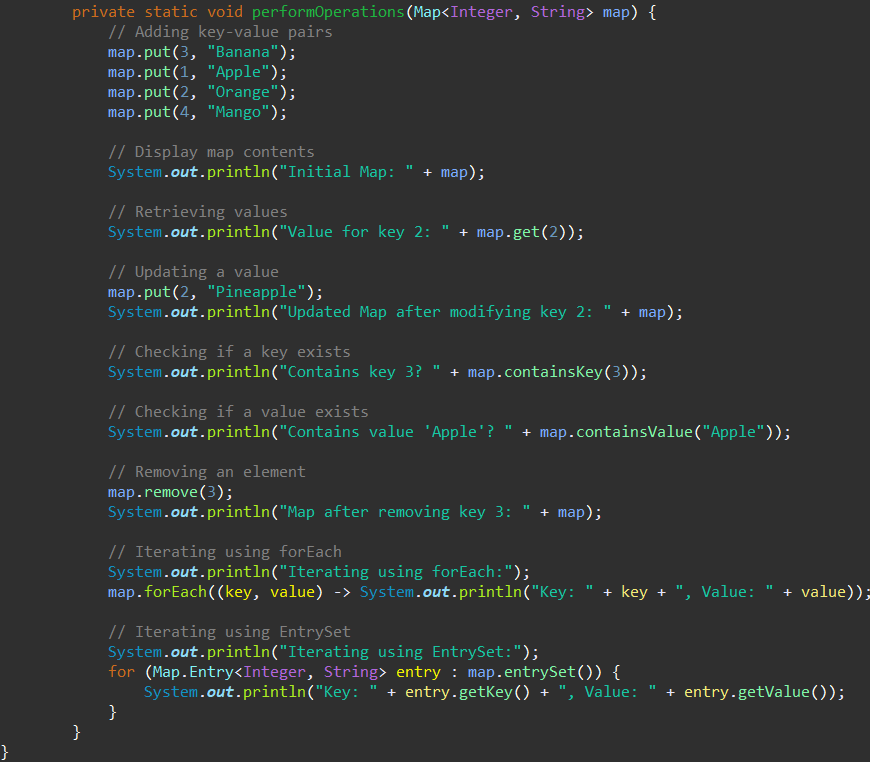 private static void performOperations(Map<Integer, String> map) {
// Adding key-value pairs
map.put(3, "Banana");
map.put(1, "Apple");
map.put(2, "Orange");
map.put(4, "Mango");
// Display map contents
System.out.println("Initial Map: " + map);
// Retrieving values
System.out.println("Value for key 2: " + map.get(2));
// Updating a value
map.put(2, "Pineapple");
System.out.println("Updated Map after modifying key 2: " + map);
// Checking if a key exists
System.out.println("Contains key 3? " + map.containsKey(3));
// Checking if a value exists
System.out.println("Contains value 'Apple'? " + map.containsValue("Apple"));
// Removing an element
map.remove(3);
System.out.println("Map after removing key 3: " + map);
// Iterating using forEach
System.out.println("Iterating using forEach:");
map.forEach((key, value) -> System.out.println("Key: " + key + ", Value: " + value));
// Iterating using EntrySet
System.out.println("Iterating using EntrySet:");
for (Map.Entry<Integer, String> entry : map.entrySet()) {
System.out.println("Key: " + entry.getKey() + ", Value: " + entry.getValue());
}
}
}